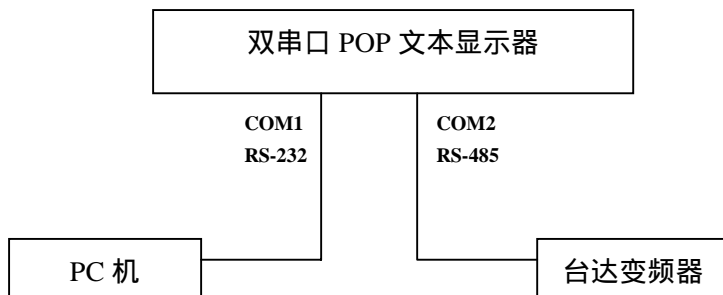 双串口 POP 文本显示器
COM1
RS-232
COM2
RS-485
PC 机
台达变频器